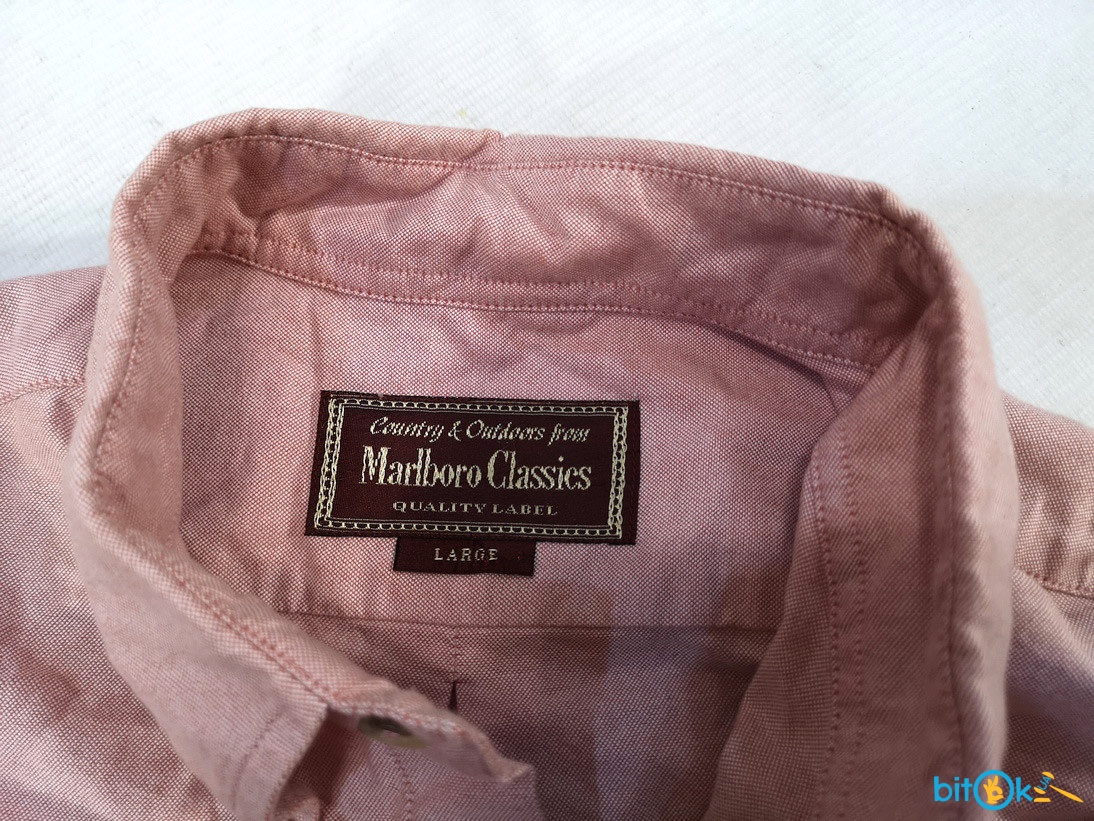 Country & Outdoors from
Marlboro Classics
QUALITY LABEL
LARGE
bitOk